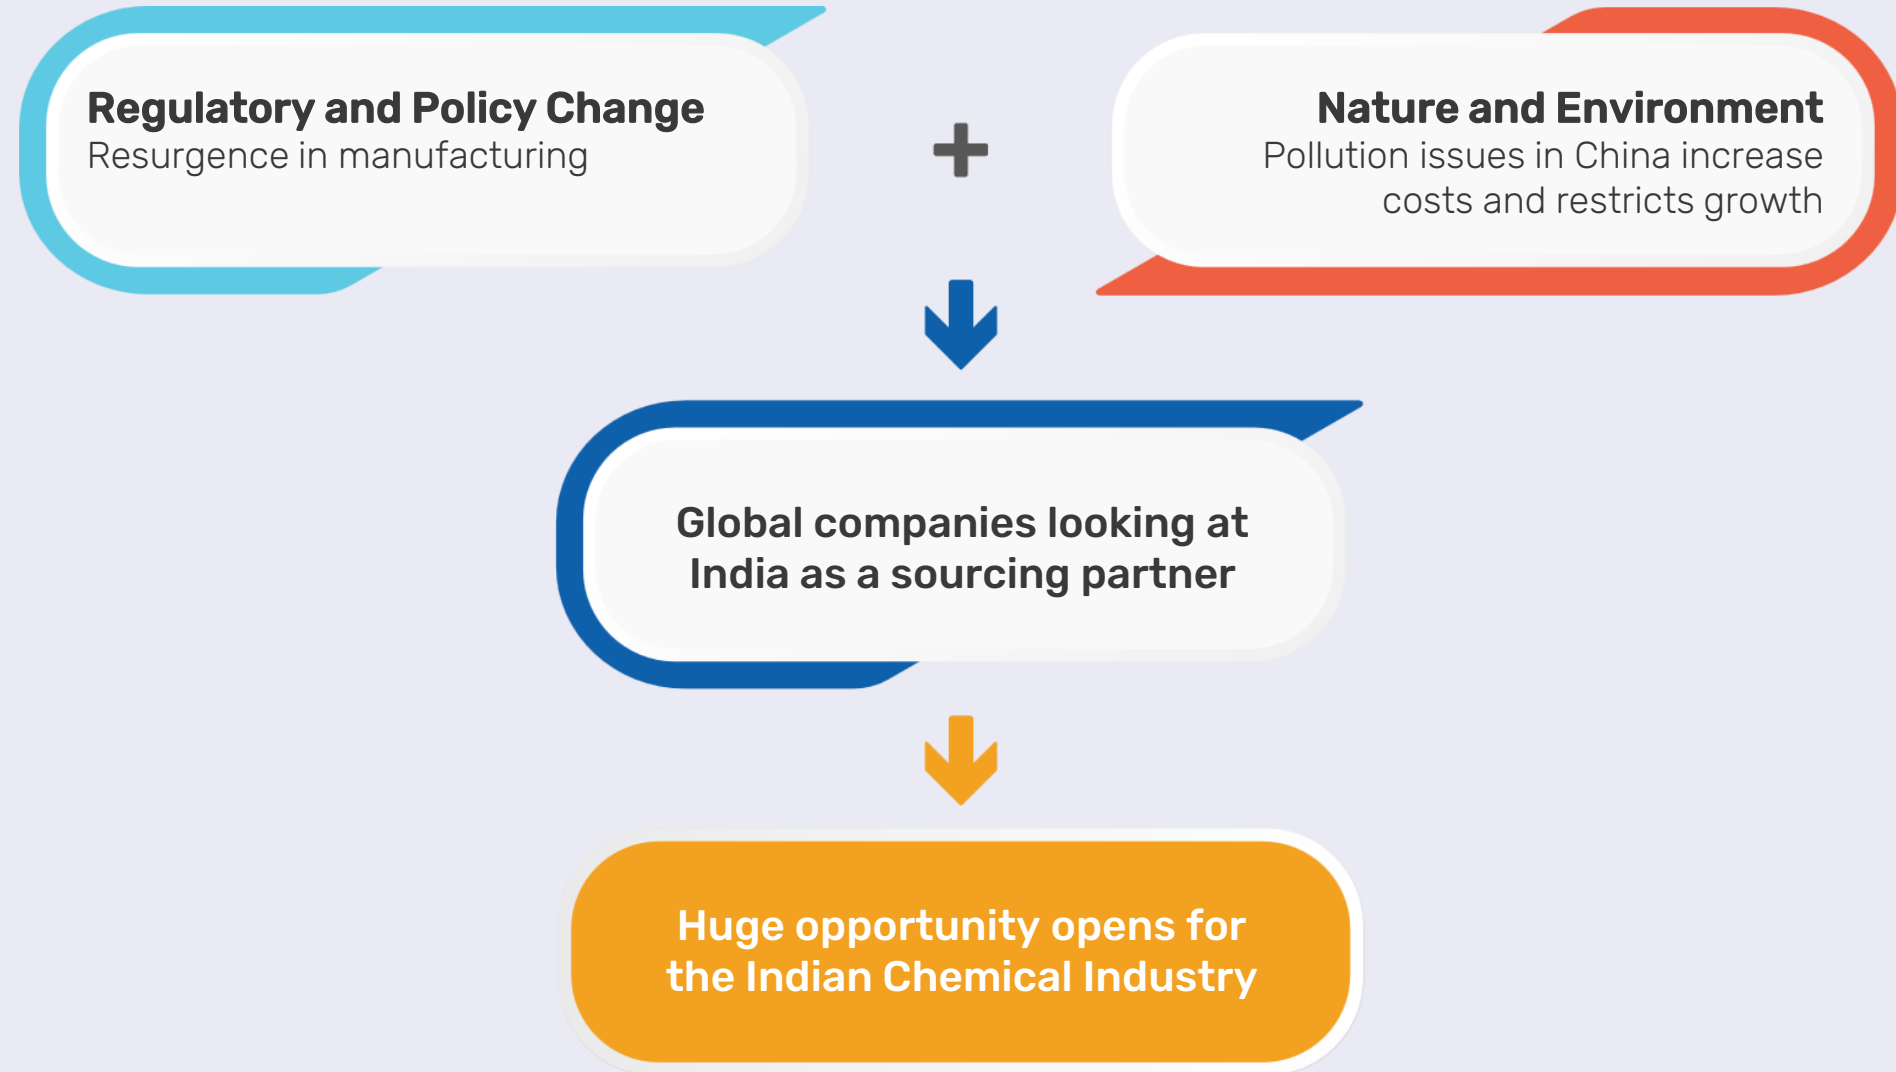 Regulatory and Policy Change
Resurgence in manufacturing
+
Nature and Environment
Pollution issues in China increase
costs and restricts growth
Global companies looking at
India as a sourcing partner
Huge opportunity opens for
the Indian Chemical Industry